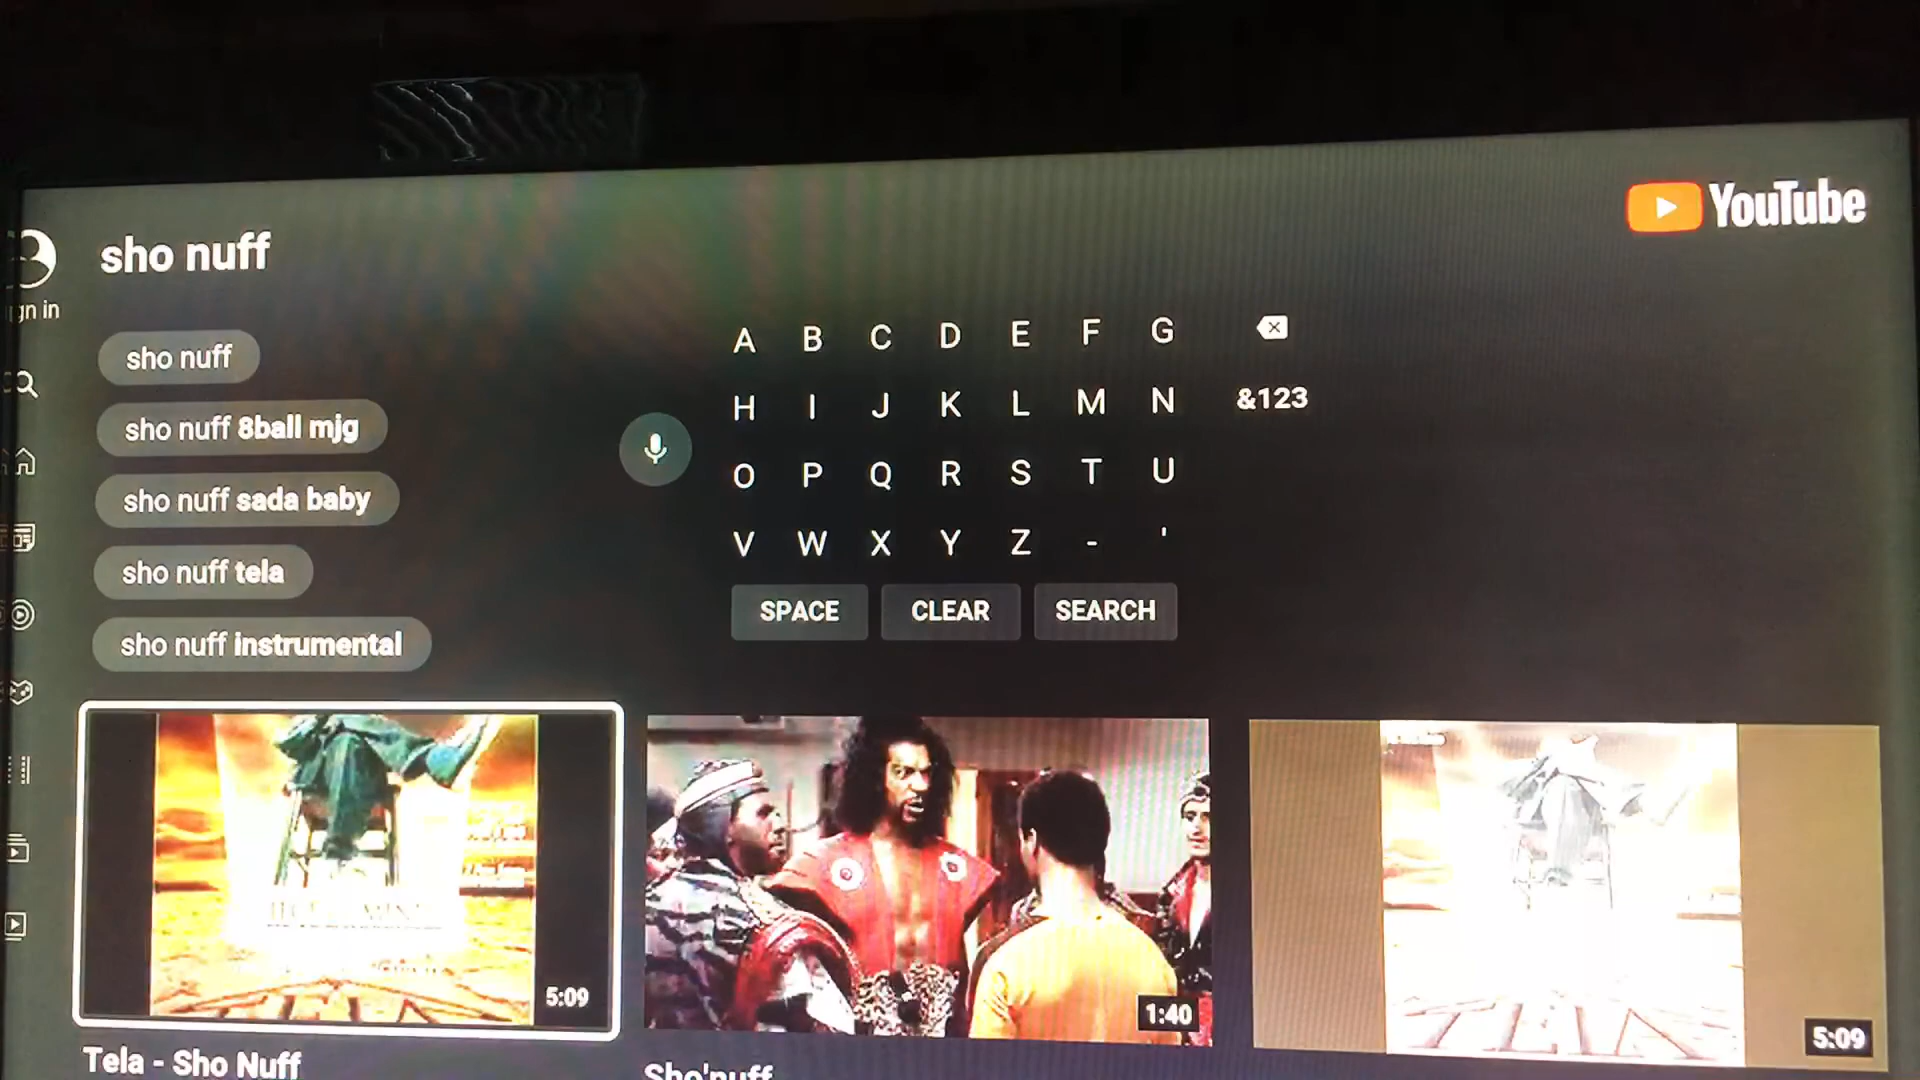 YouTube
sho nuff
gn in
sho nuff
sho nuff 8ball mjg
sho nuff sada baby
sho nuff tela
sho nuff instrumental
A B C D E F G
H I J K L M N &123
O P Q R S T U
V W X Y Z - '
SPACE CLEAR SEARCH
5:09
1:40
5:09
Tela - Sho Nuff
Sho'nuff